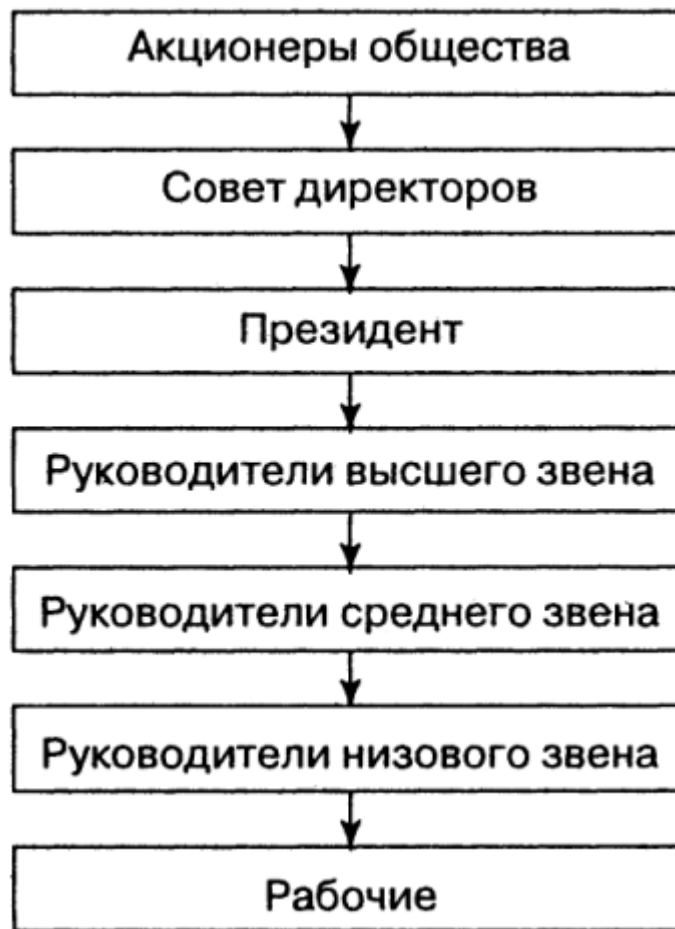 Акционеры общества
Совет директоров
Президент
Руководители высшего звена
Руководители среднего звена
Руководители низового звена
Рабочие